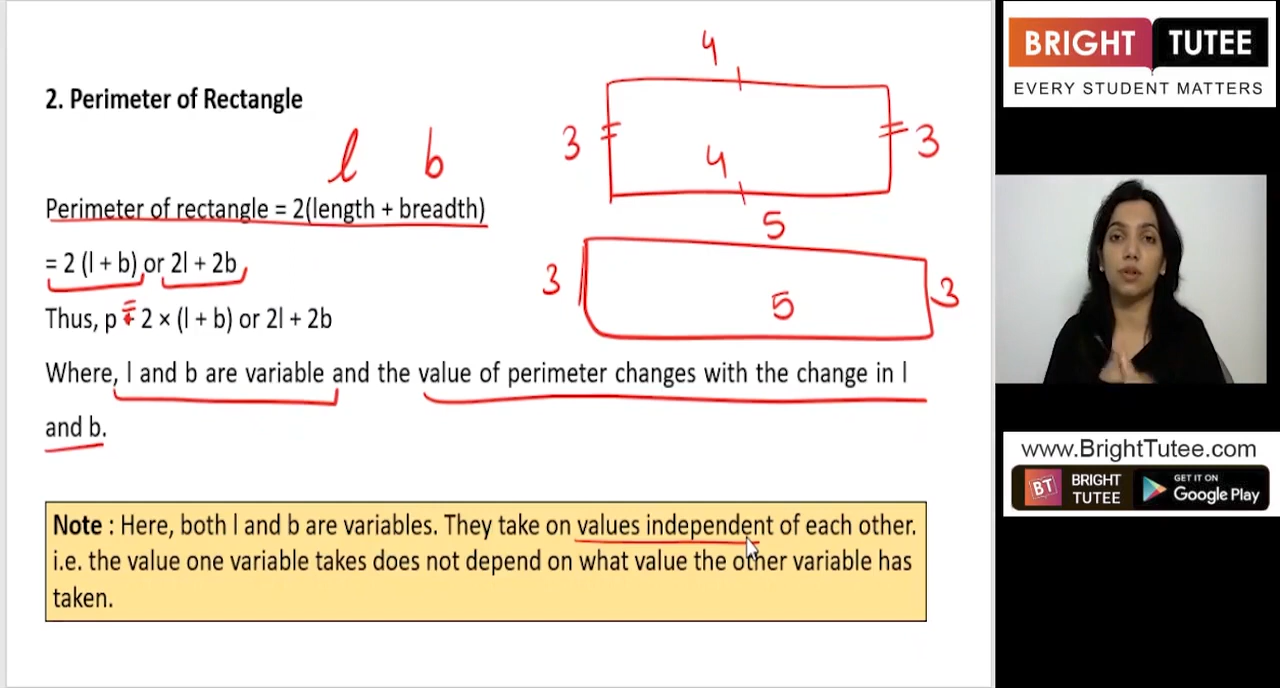 2. Perimeter of Rectangle
l b
Perimeter of rectangle = 2(length + breadth)
= 2 (l + b) or 2l + 2b
Thus, p = 2 × (l + b) or 2l + 2b
Where, l and b are variable and the value of perimeter changes with the change in l
and b.
Note : Here, both l and b are variables. They take on values independent of each other.
i.e. the value one variable takes does not depend on what value the other variable has
taken.
4
3 3
4
5
3 3
5
BRIGHT TUTEE
EVERY STUDENT MATTERS
www.BrightTutee.com
BT BRIGHT TUTEE
GET IT ON
Google Play